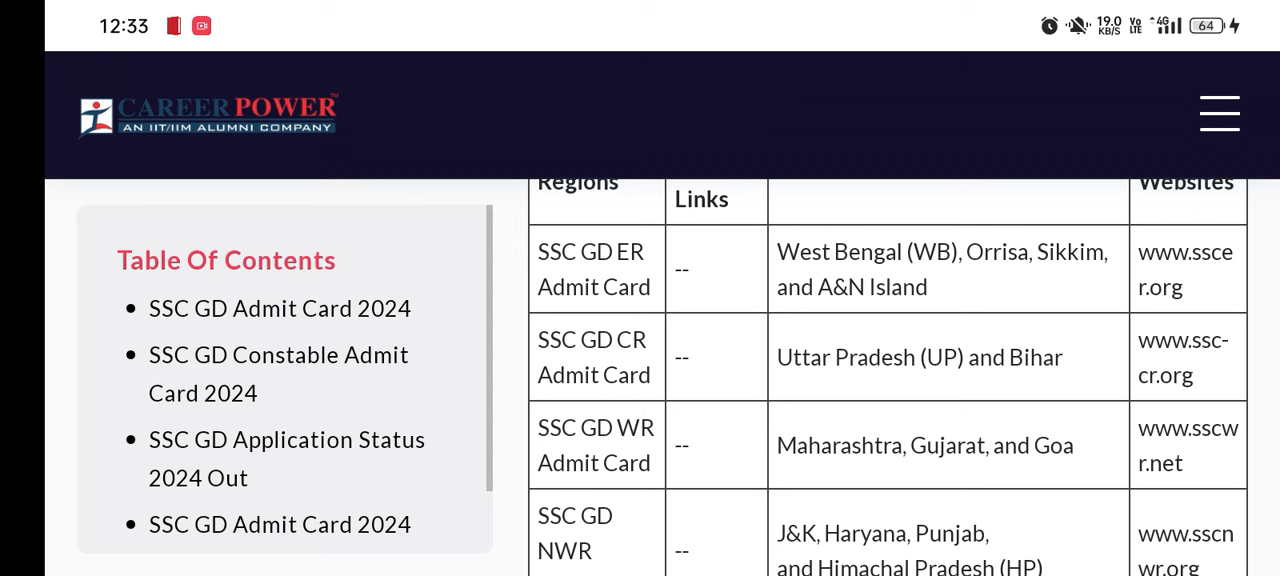 12:33
19.0
KB/S
Vo
LTE
4G
64
CAREER POWER
AN IIT/IIM ALUMNI COMPANY
Table Of Contents
• SSC GD Admit Card 2024
• SSC GD Constable Admit
Card 2024
• SSC GD Application Status
2024 Out
• SSC GD Admit Card 2024
Regions
Links
Websites
SSC GD ER
Admit Card
--
West Bengal (WB), Orrisa, Sikkim,
and A&N Island
www.ssce
r.org
SSC GD CR
Admit Card
--
Uttar Pradesh (UP) and Bihar
www.ssc-
cr.org
SSC GD WR
Admit Card
--
Maharashtra, Gujarat, and Goa
www.sscw
r.net
SSC GD
NWR
--
J&K, Haryana, Punjab,
and Himachal Pradesh (HP)
www.sscn
wr.org